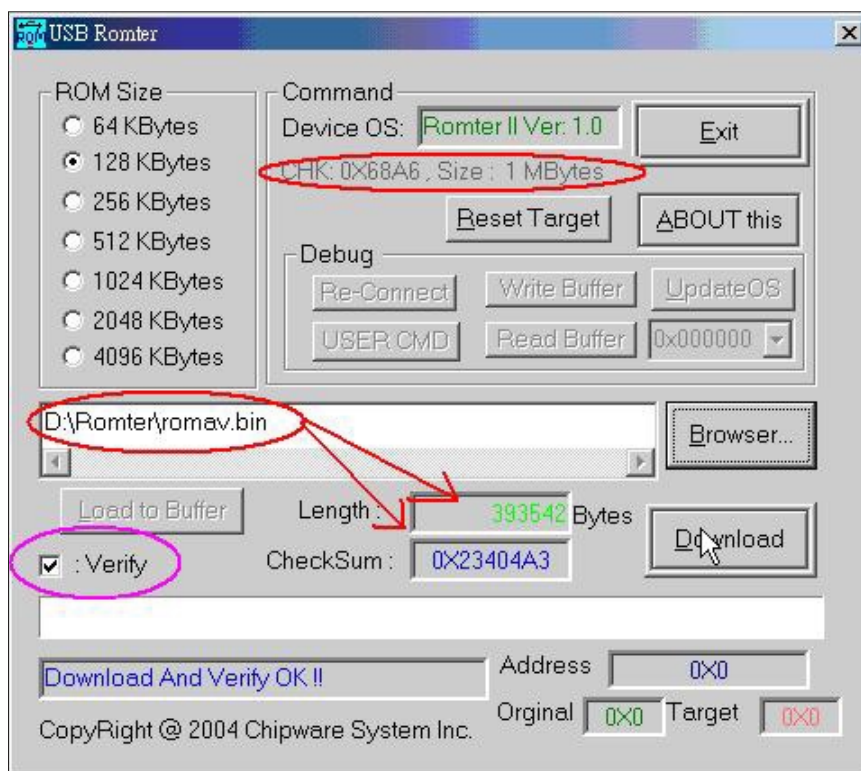 USB Romter
ROM Size
64 KBytes
128 KBytes
256 KBytes
512 KBytes
1024 KBytes
2048 KBytes
4096 KBytes
Command
Device OS: Romter II Ver: 1.0
Exit
CHK: 0X68A6 , Size : 1 MBytes
Reset Target
ABOUT this
Debug
Re-Connect
Write Buffer
UpdateOS
USER CMD
Read Buffer
0x000000
D:\Romter\romav.bin
Browser...
Load to Buffer
Length : 393542 Bytes
Download
: Verify
CheckSum : 0X23404A3
Download And Verify OK !!
Address 0X0
Orginal 0X0 Target 0X0
CopyRight @ 2004 Chipware System Inc.